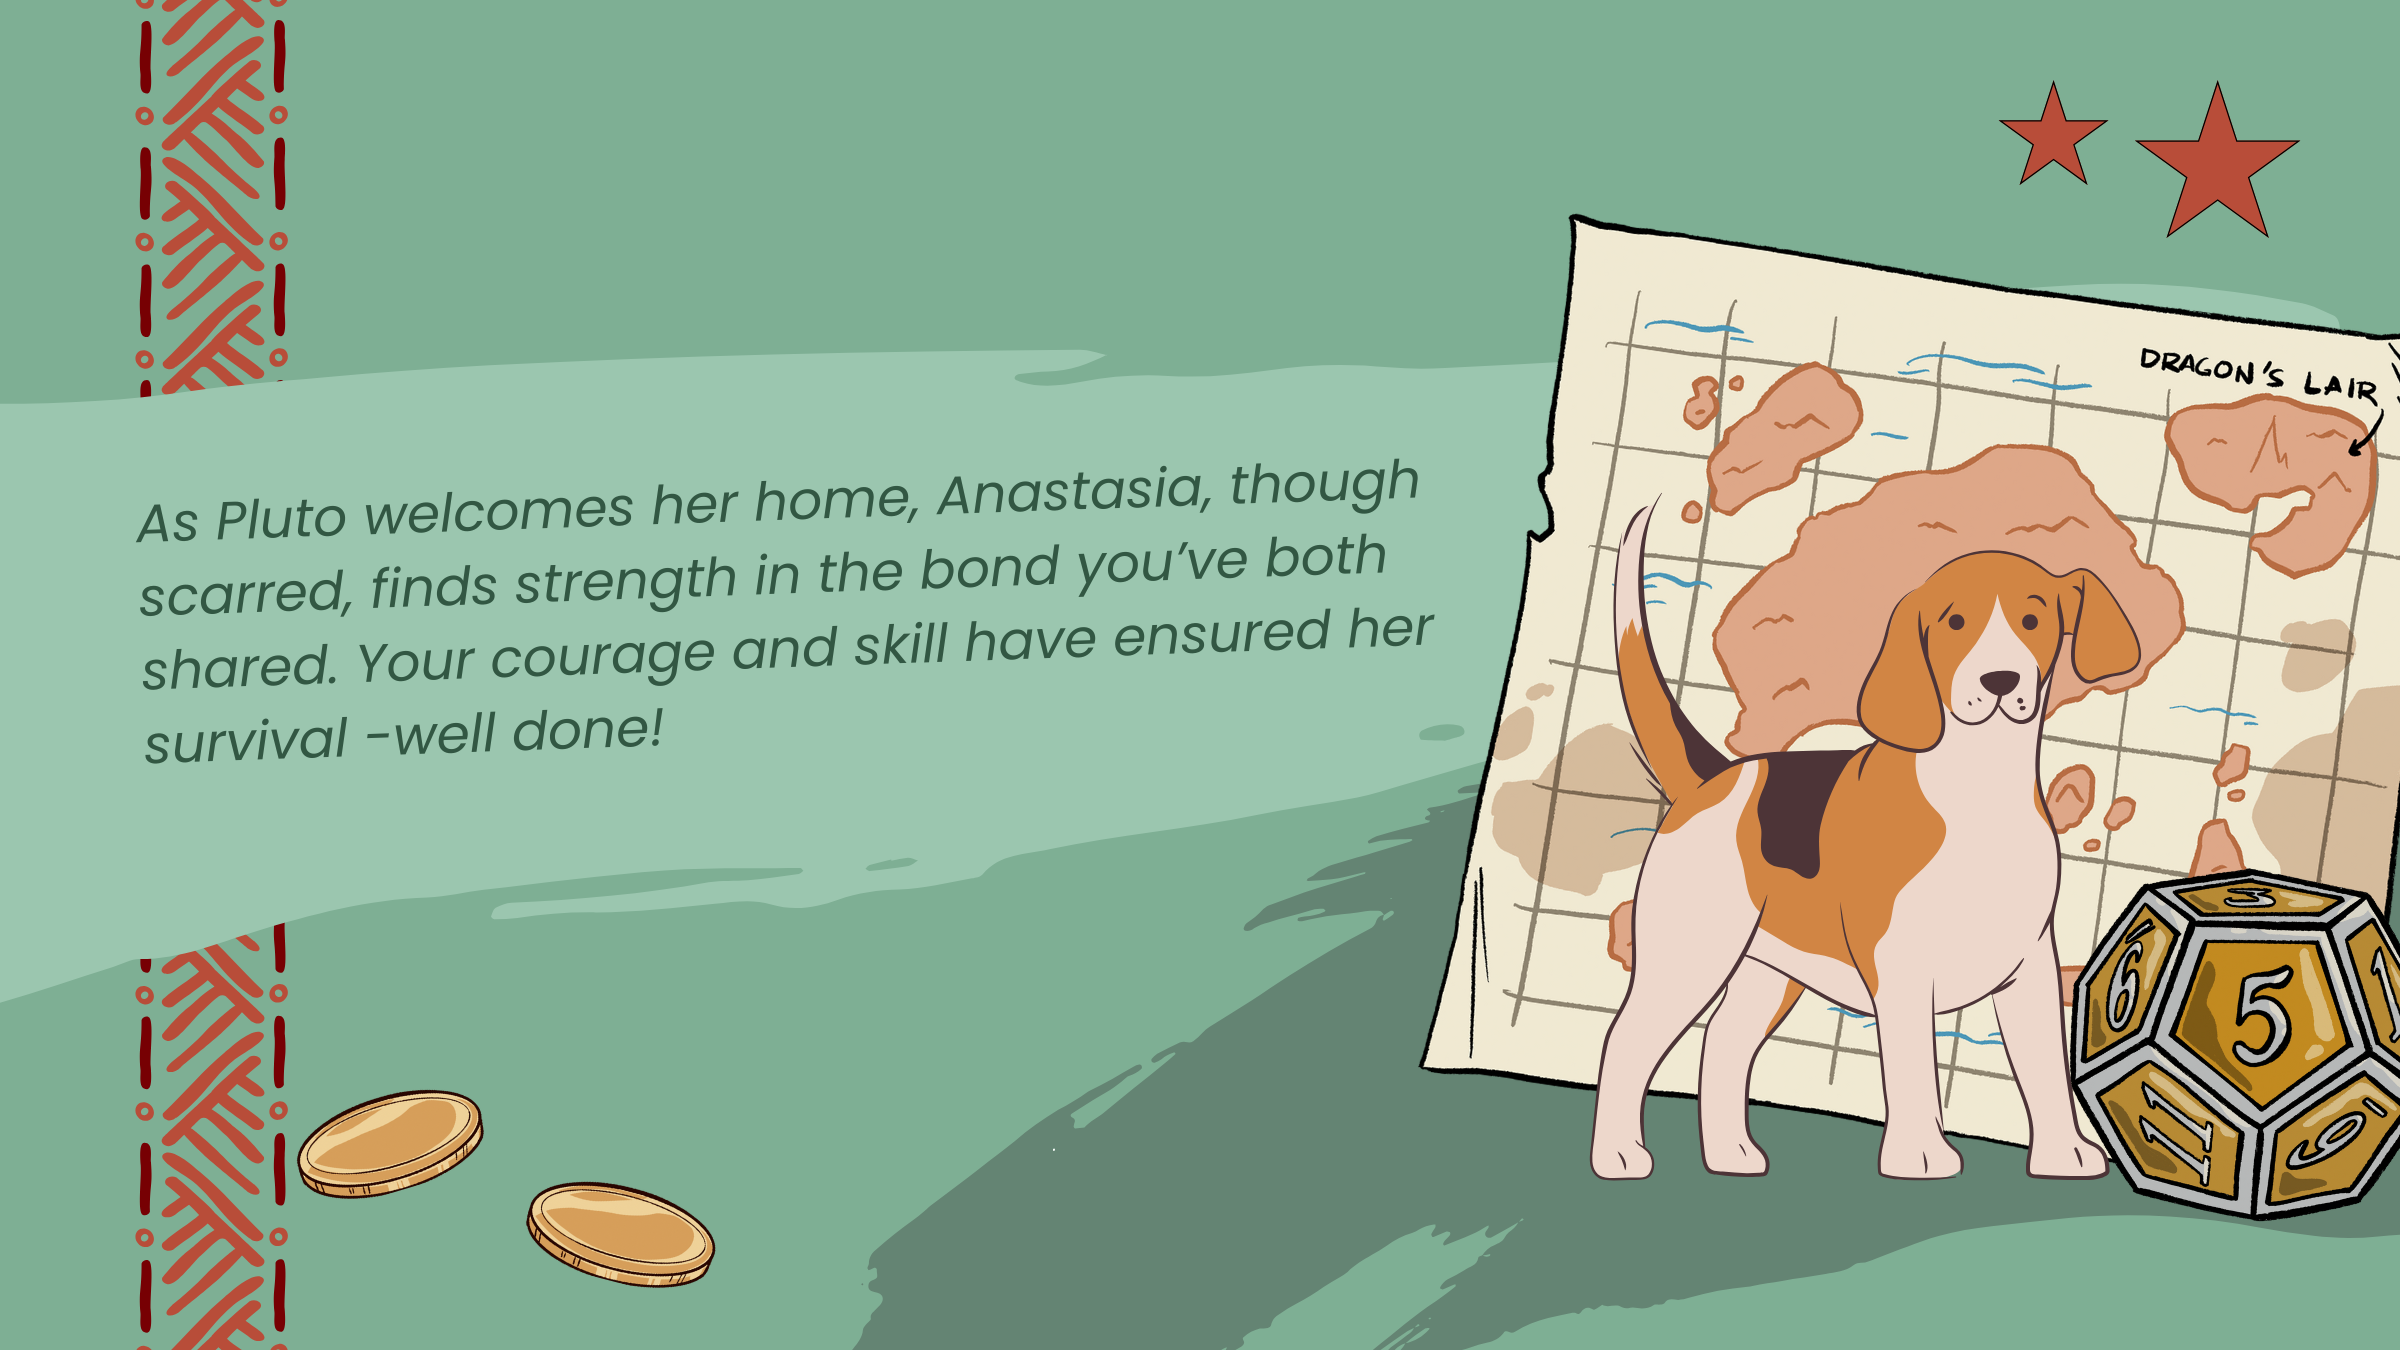 As Pluto welcomes her home, Anastasia, though
scarred, finds strength in the bond you’ve both
shared. Your courage and skill have ensured her
survival -well done!
DRAGON'S LAIR
3
6
5
1
11
9